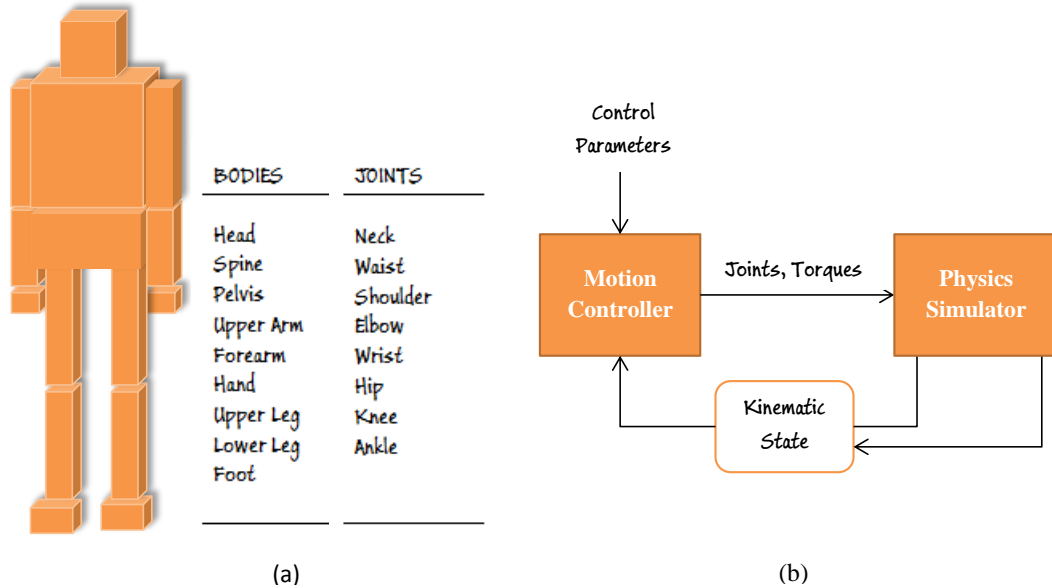 BODIES
Head
Spine
Pelvis
Upper Arm
Forearm
Hand
Upper Leg
Lower Leg
Foot
JOINTS
Neck
Waist
Shoulder
Elbow
Wrist
Hip
Knee
Ankle
(a)
Control
Parameters
Motion
Controller
Joints, Torques
Physics
Simulator
Kinematic
State
(b)